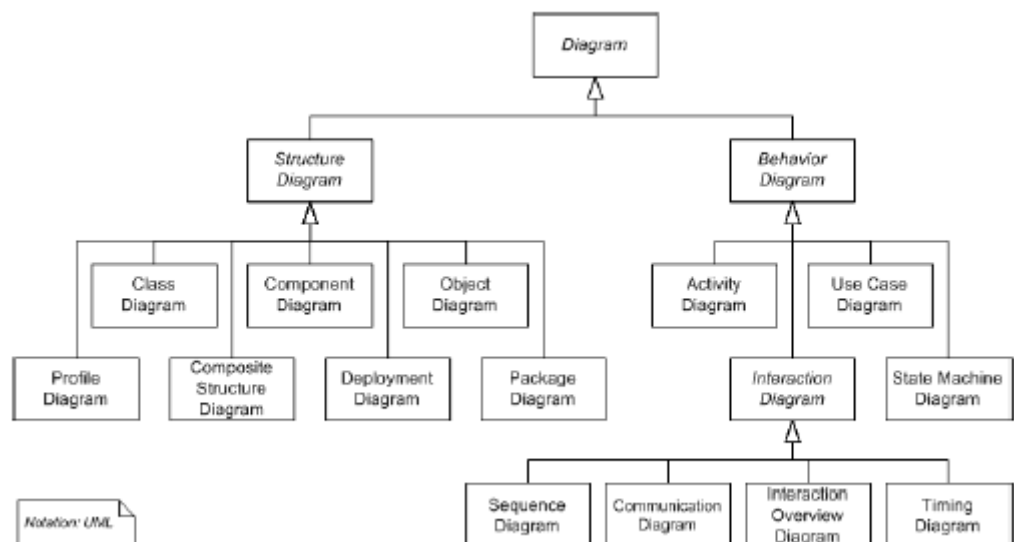 Diagram
Structure
Diagram
Behavior
Diagram
Class
Diagram
Component
Diagram
Object
Diagram
Activity
Diagram
Use Case
Diagram
Profile
Diagram
Composite
Structure
Diagram
Deployment
Diagram
Package
Diagram
Interaction
Diagram
State Machine
Diagram
Sequence
Diagram
Communication
Diagram
Interaction
Overview
Diagram
Timing
Diagram
Notation: UML